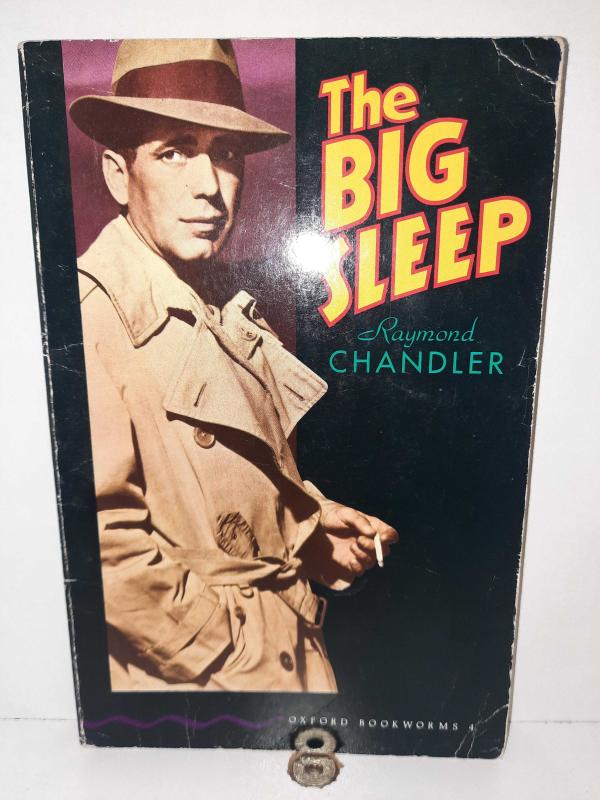 The
BIG
SLEEP
Raymond
CHANDLER
OXFORD BOOKWORMS 4